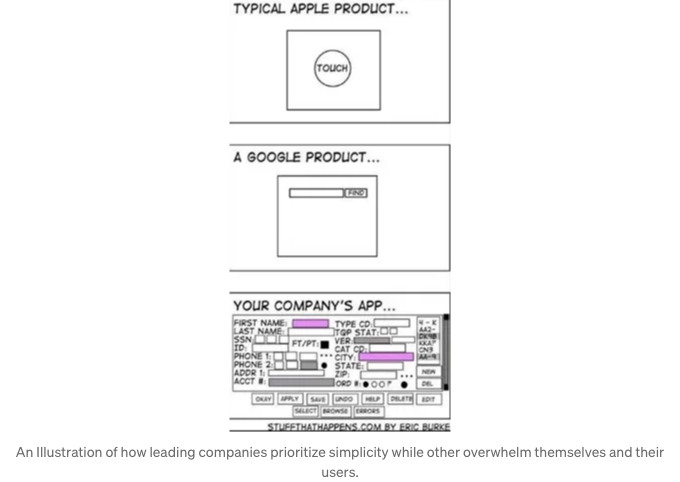 TYPICAL APPLE PRODUCT...
TOUCH
A GOOGLE PRODUCT...
FIND
YOUR COMPANY'S APP...
FIRST NAME:
TYPE CD:
LAST NAME:
TQP STAT:
SSN:
FT/PT:
VER:
ID:
CAT CD:
PHONE 1:
CITY:
PHONE 2:
STATE:
ADDR 1:
ZIP:
ACCT #:
ORD #:
NEW
DEL
OKAY APPLY SAVE UNDO HELP DELETE EDIT
SELECT BROWSE ERRORS
STUFFTHATHAPPENS.COM BY ERIC BURKE
An Illustration of how leading companies prioritize simplicity while other overwhelm themselves and their
users.